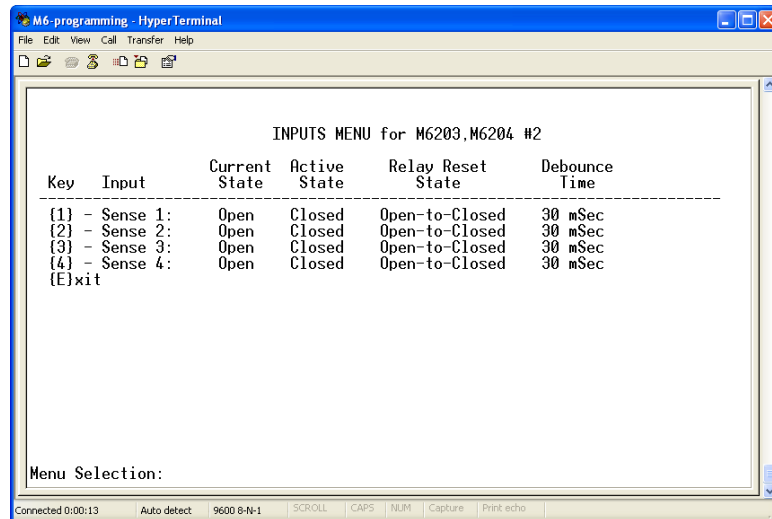 M6-programming - HyperTerminal
File Edit View Call Transfer Help
INPUTS MENU for M6203,M6204 #2
Current Active Relay Reset Debounce
Key Input State State State Time
{1} - Sense 1: Open Closed Open-to-Closed 30 mSec
{2} - Sense 2: Open Closed Open-to-Closed 30 mSec
{3} - Sense 3: Open Closed Open-to-Closed 30 mSec
{4} - Sense 4: Open Closed Open-to-Closed 30 mSec
{E}xit
Menu Selection:
Connected 0:00:13 Auto detect 9600 8-N-1 SCROLL CAPS NUM Capture Print echo